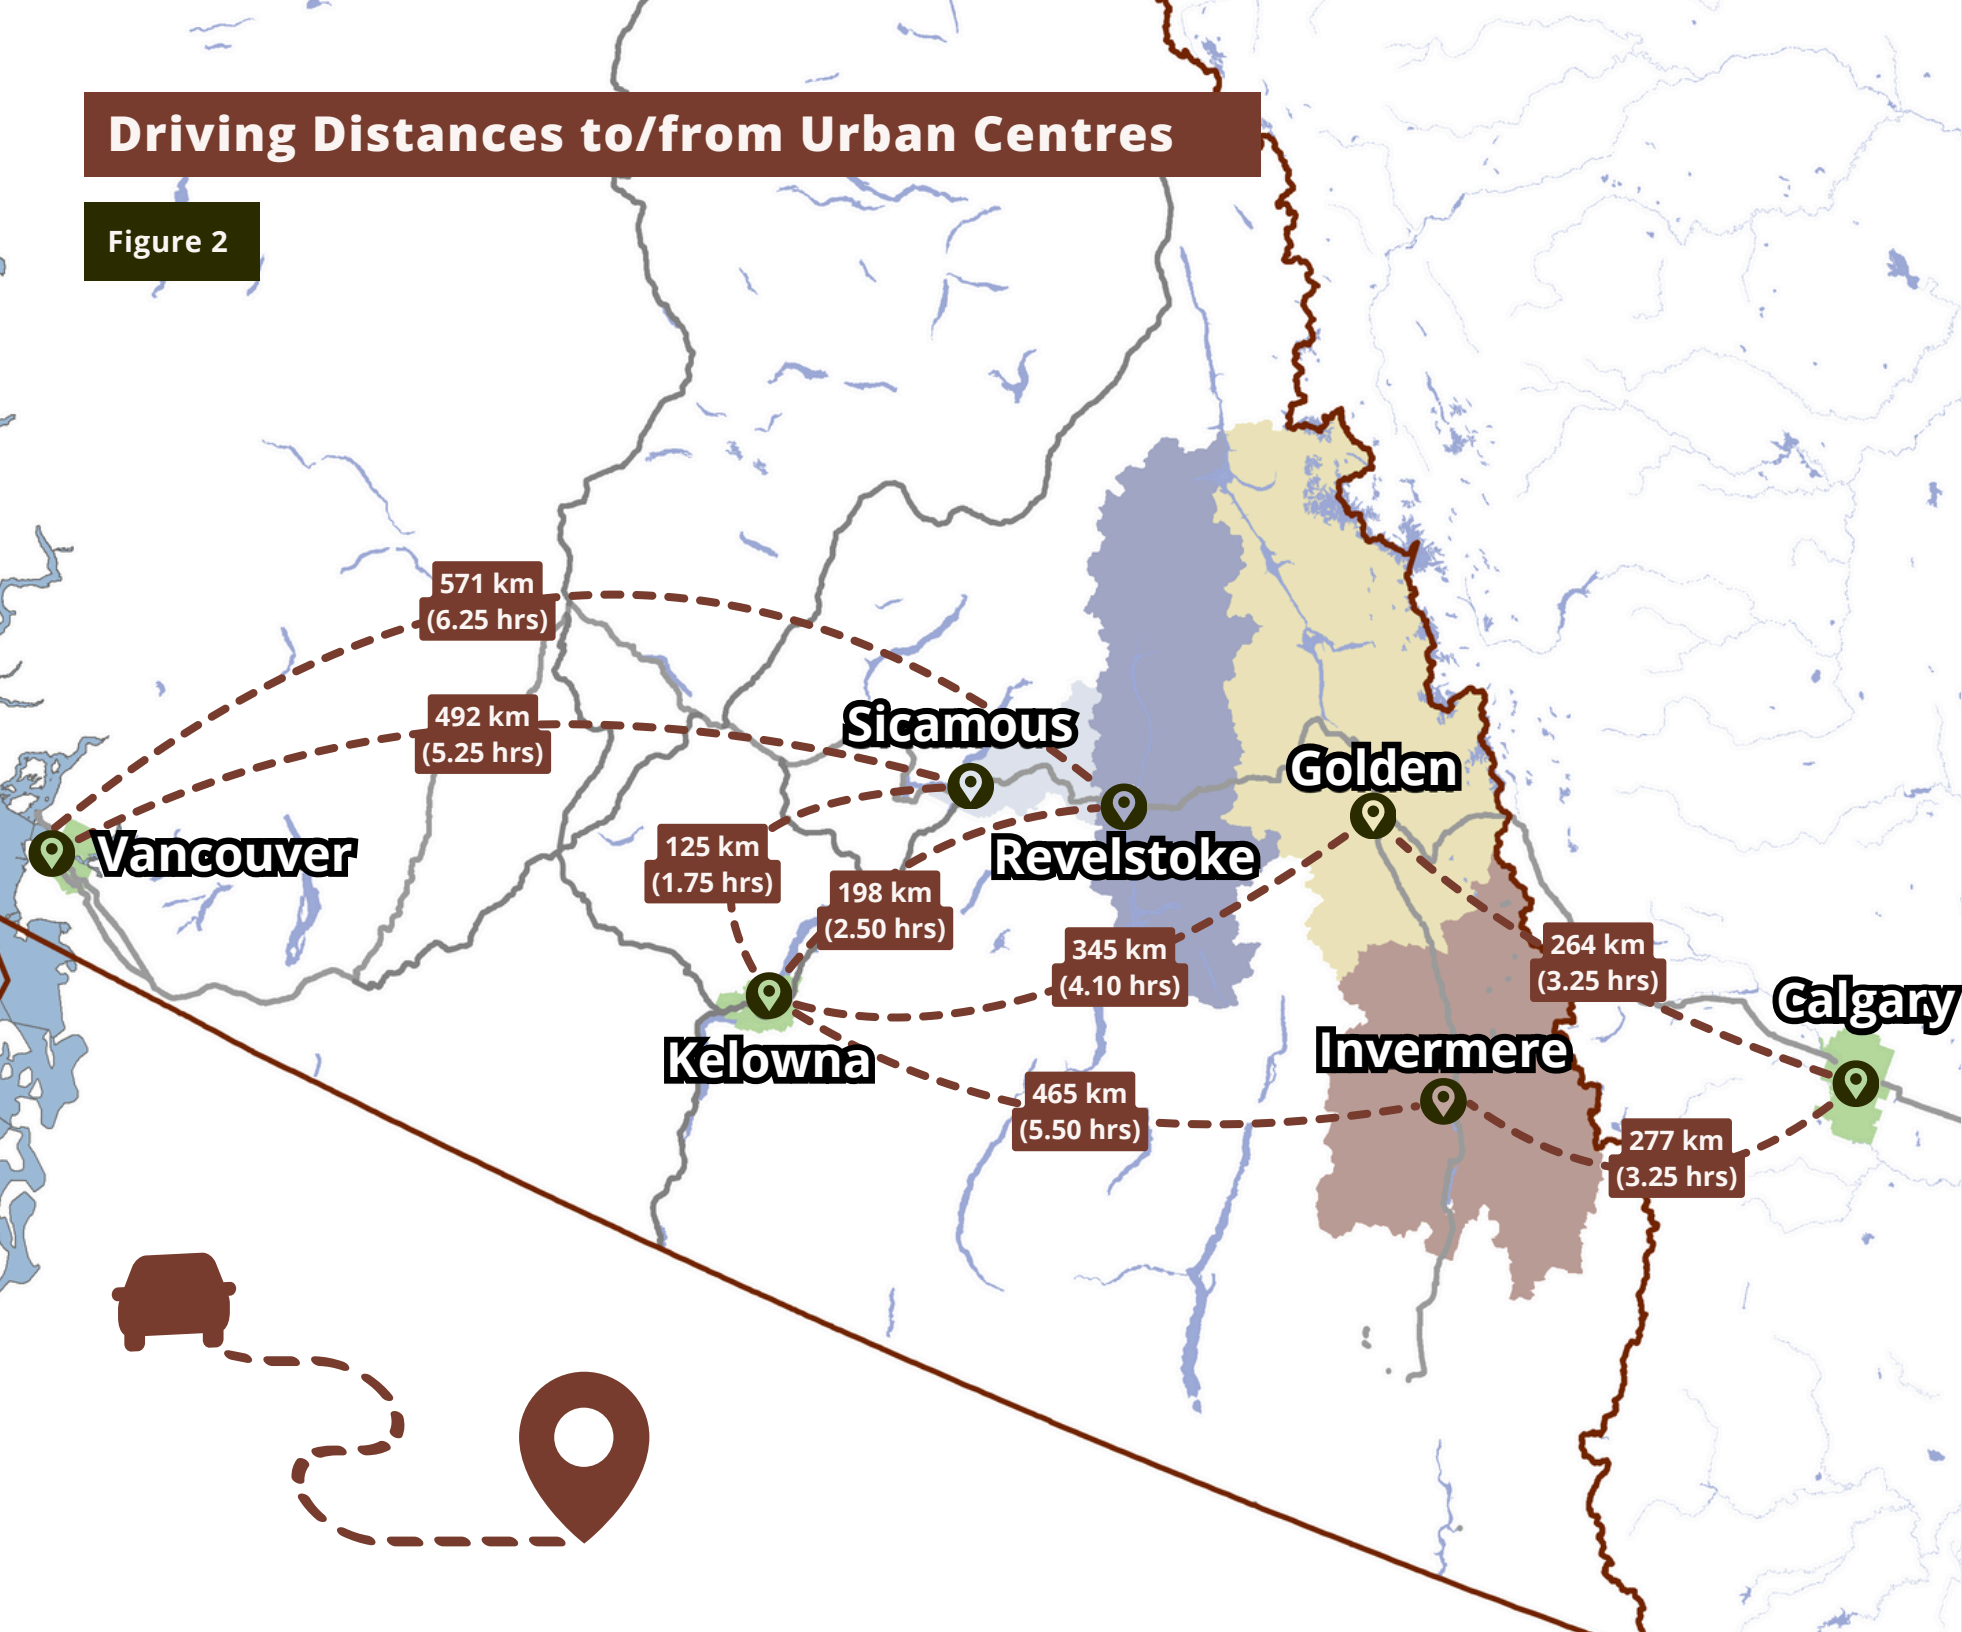 Driving Distances to/from Urban Centres
Figure 2
571 km
(6.25 hrs)
492 km
(5.25 hrs)
Sicamous
Golden
Vancouver
125 km
(1.75 hrs)
Revelstoke
198 km
(2.50 hrs)
345 km
(4.10 hrs)
264 km
(3.25 hrs)
Calgary
Kelowna
Invermere
465 km
(5.50 hrs)
277 km
(3.25 hrs)